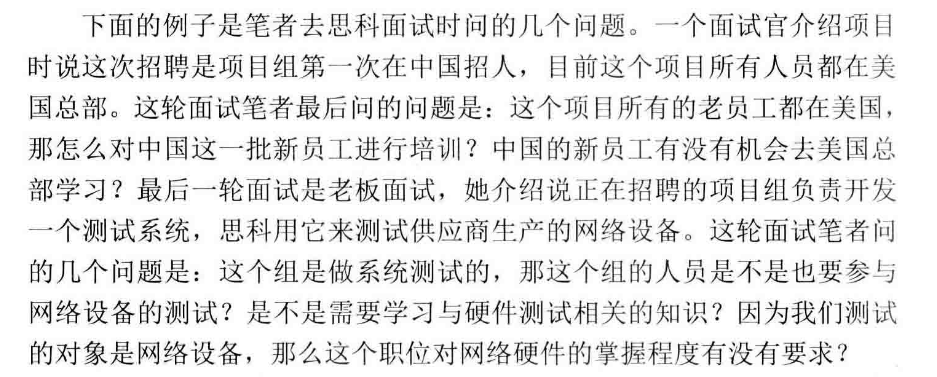 下面的例子是笔者去思科面试时问的几个问题。一个面试官介绍项目
时说这次招聘是项目组第一次在中国招人，目前这个项目所有人员都在美
国总部。这轮面试笔者最后问的问题是：这个项目所有的老员工都在美国，
那怎么对中国这一批新员工进行培训？中国的新员工有没有机会去美国总
部学习？最后一轮面试是老板面试，她介绍说正在招聘的项目组负责开发
一个测试系统，思科用它来测试供应商生产的网络设备。这轮面试笔者问
的几个问题是：这个组是做系统测试的，那这个组的人员是不是也要参与
网络设备的测试？是不是需要学习与硬件测试相关的知识？因为我们测试
的对象是网络设备，那么这个职位对网络硬件的掌握程度有没有要求？